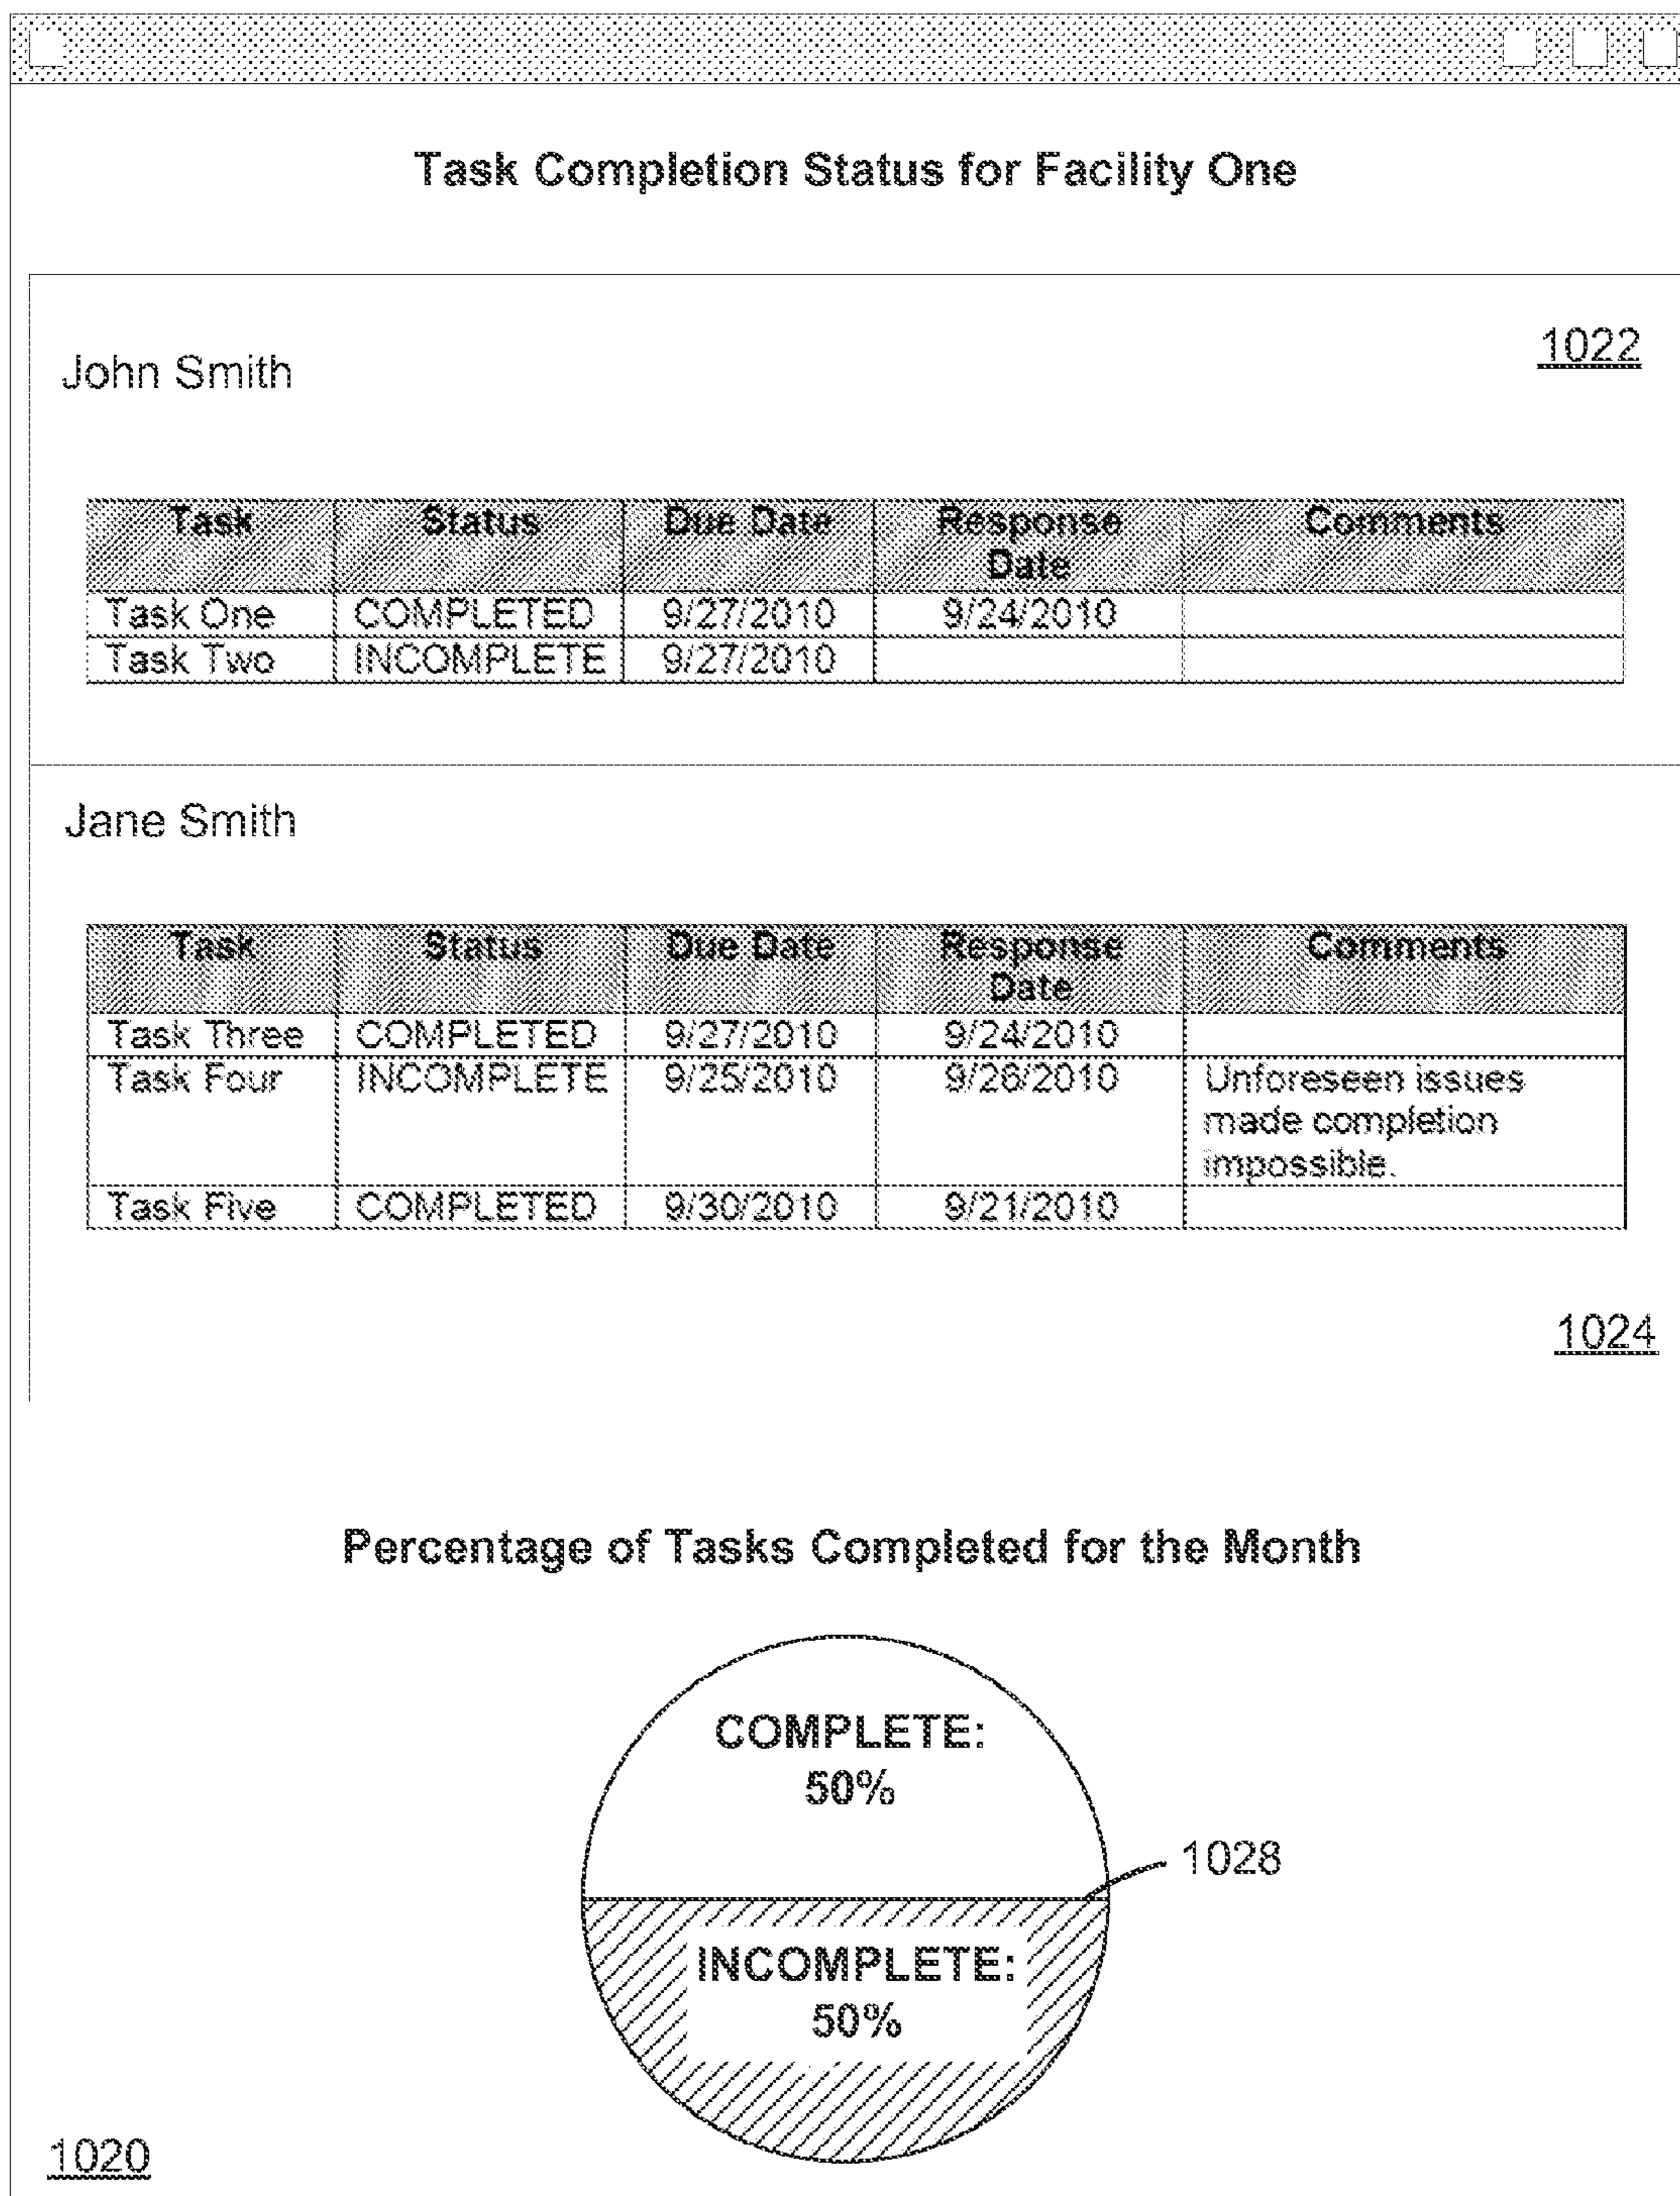 Task Completion Status for Facility One
1022
John Smith
Task Status Due Date Response Date Comments
Task One COMPLETED 9/27/2010 9/24/2010
Task Two INCOMPLETE 9/27/2010
Jane Smith
Task Status Due Date Response Date Comments
Task Three COMPLETED 9/27/2010 9/24/2010
Task Four INCOMPLETE 9/25/2010 9/26/2010 Unforeseen issues
made completion
impossible.
Task Five COMPLETED 9/30/2010 9/21/2010
1024
Percentage of Tasks Completed for the Month
COMPLETE:
50%
1028
INCOMPLETE:
50%
1020